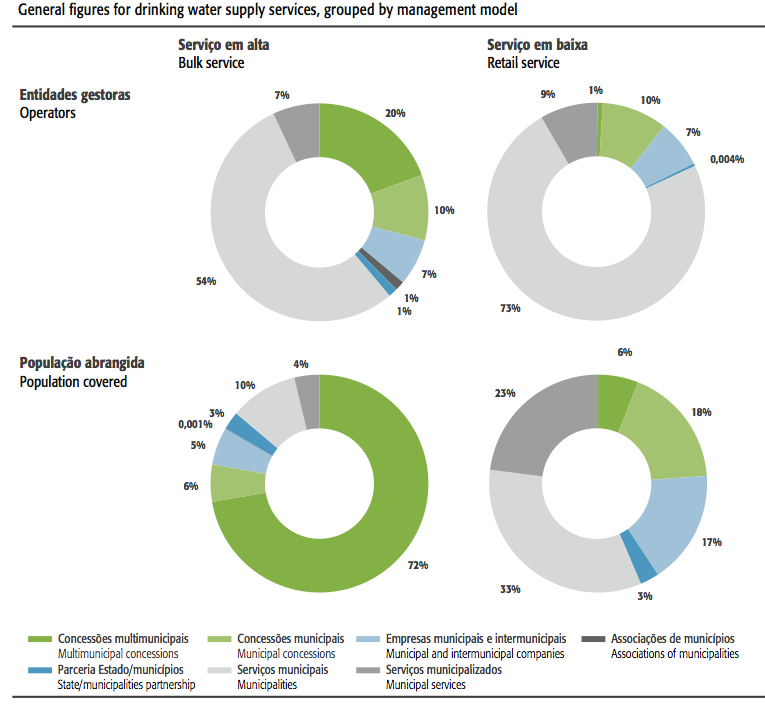 General figures for drinking water supply services, grouped by management model
Serviço em alta
Bulk service
Serviço em baixa
Retail service
Entidades gestoras
Operators
7%
20%
10%
7%
1%
1%
54%
9%
1%
10%
7%
0,004%
73%
População abrangida
Population covered
4%
10%
3%
0,001%
5%
6%
72%
6%
23%
18%
17%
3%
33%
Concessões multimunicipais
Multimunicipal concessions
Concessões municipais
Municipal concessions
Empresas municipais e intermunicipais
Municipal and intermunicipal companies
Associações de municípios
Associations of municipalities
Parceria Estado/municípios
State/municipalities partnership
Serviços municipais
Municipalities
Serviços municipalizados
Municipal services